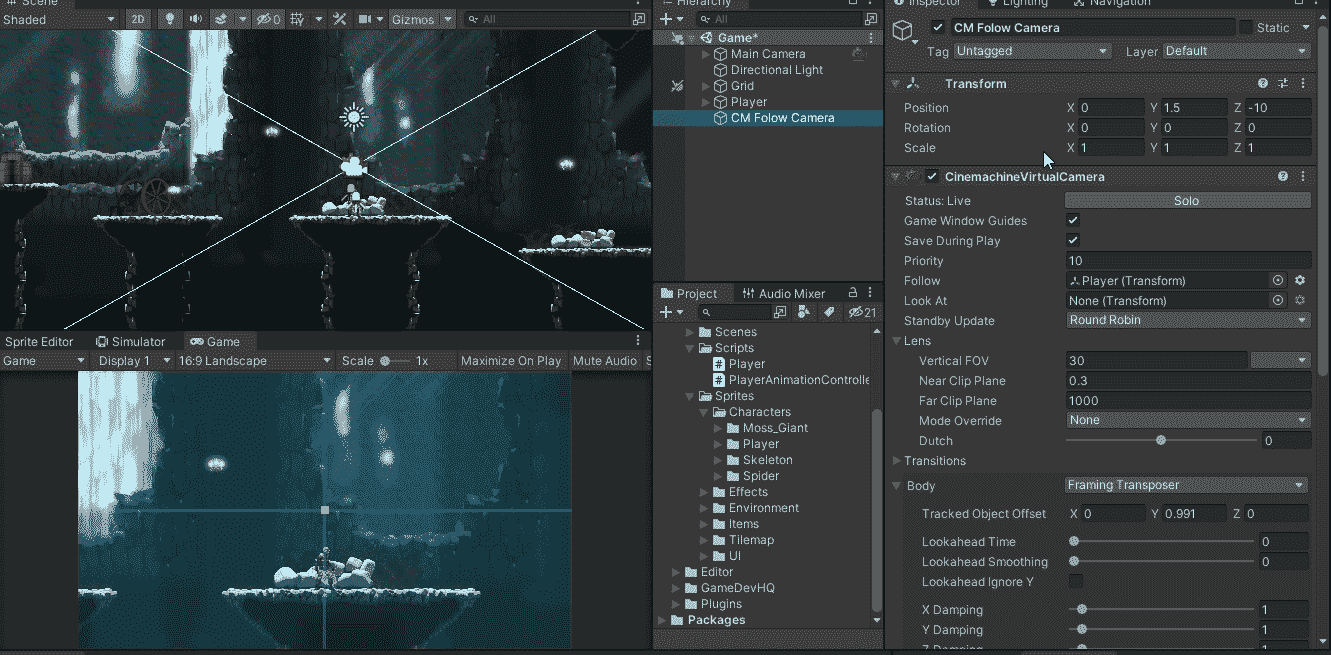 Scene
Shaded
2D
0
Gizmos
All
Sprite Editor
Simulator
Game
Game
Display 1
16:9 Landscape
Scale
1x
Maximize On Play
Mute Audio
S
Hierarchy
All
Game*
Main Camera
Directional Light
Grid
Player
CM Folow Camera
Project
Audio Mixer
21
Scenes
Scripts
Player
PlayerAnimationControlle
Sprites
Characters
Moss_Giant
Player
Skeleton
Spider
Effects
Environment
Items
Tilemap
UI
Editor
GameDevHQ
Plugins
Packages
Inspector
Lighting
Navigation
CM Folow Camera
Static
Tag
Untagged
Layer
Default
Transform
Position X 0 Y 1.5 Z -10
Rotation X 0 Y 0 Z 0
Scale X 1 Y 1 Z 1
CinemachineVirtualCamera
Status: Live
Solo
Game Window Guides
Save During Play
Priority 10
Follow Player (Transform)
Look At None (Transform)
Standby Update Round Robin
Lens
Vertical FOV 30
Near Clip Plane 0.3
Far Clip Plane 1000
Mode Override None
Dutch 0
Transitions
Body Framing Transposer
Tracked Object Offset X 0 Y 0.991 Z 0
Lookahead Time 0
Lookahead Smoothing 0
Lookahead Ignore Y
X Damping 1
Y Damping 1
Z Damping 1